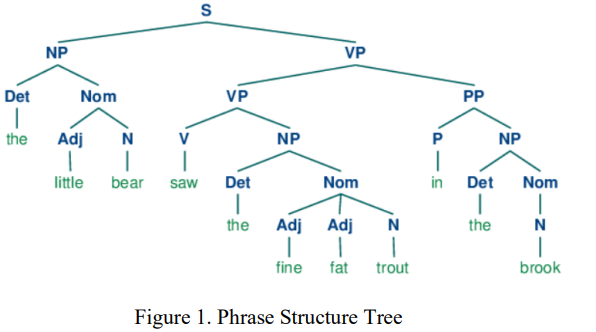 S
NP VP
Det Nom VP PP
the Adj N V NP P NP
little bear saw Det Nom in Det Nom
the Adj Adj N the N
fine fat trout brook
Figure 1. Phrase Structure Tree